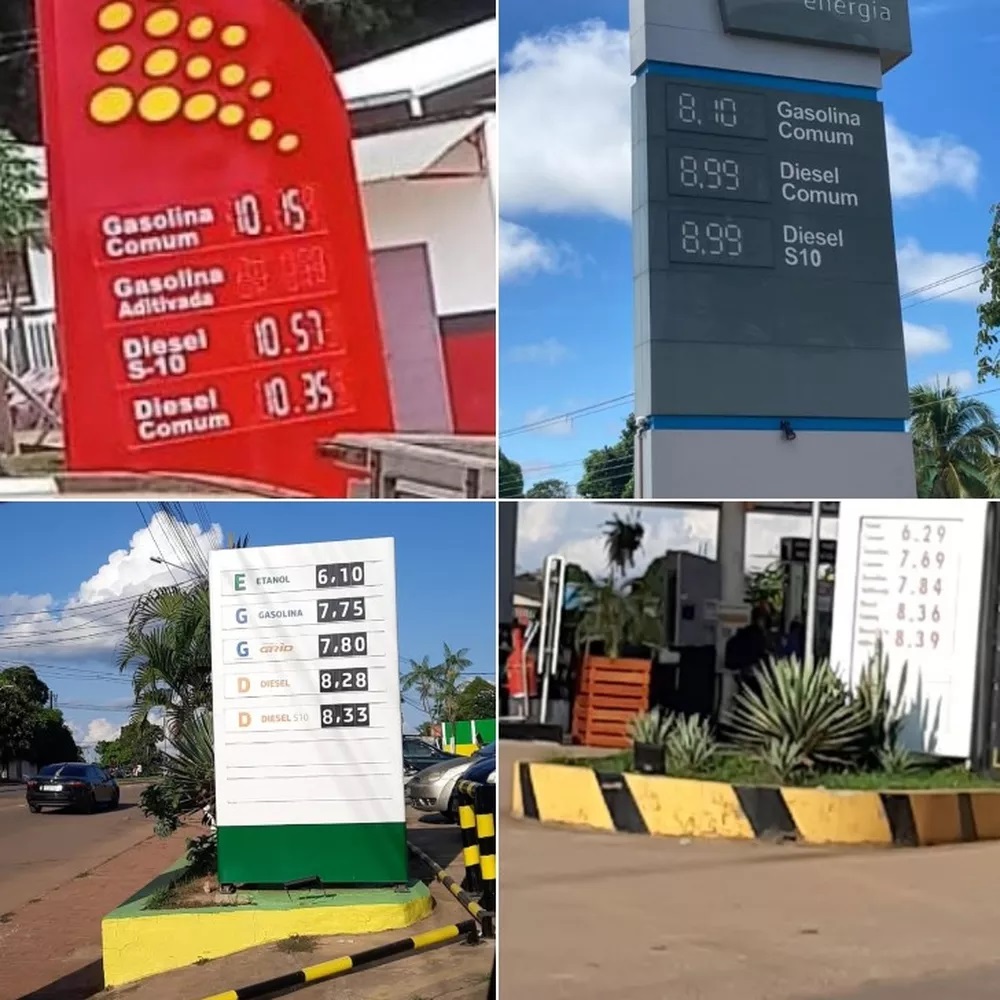 Gasolina
Comum 10.15
Gasolina
Aditivada
Diesel
S-10 10.57
Diesel
Comum 10.35
energia
8,10 Gasolina
Comum
8,99 Diesel
Comum
8,99 Diesel
S10
E ETANOL 6,10
G GASOLINA 7,75
G GRID 7,80
D DIESEL 8,28
D DIESEL S10 8,33
6.29
7.69
7.84
8.36
8.39